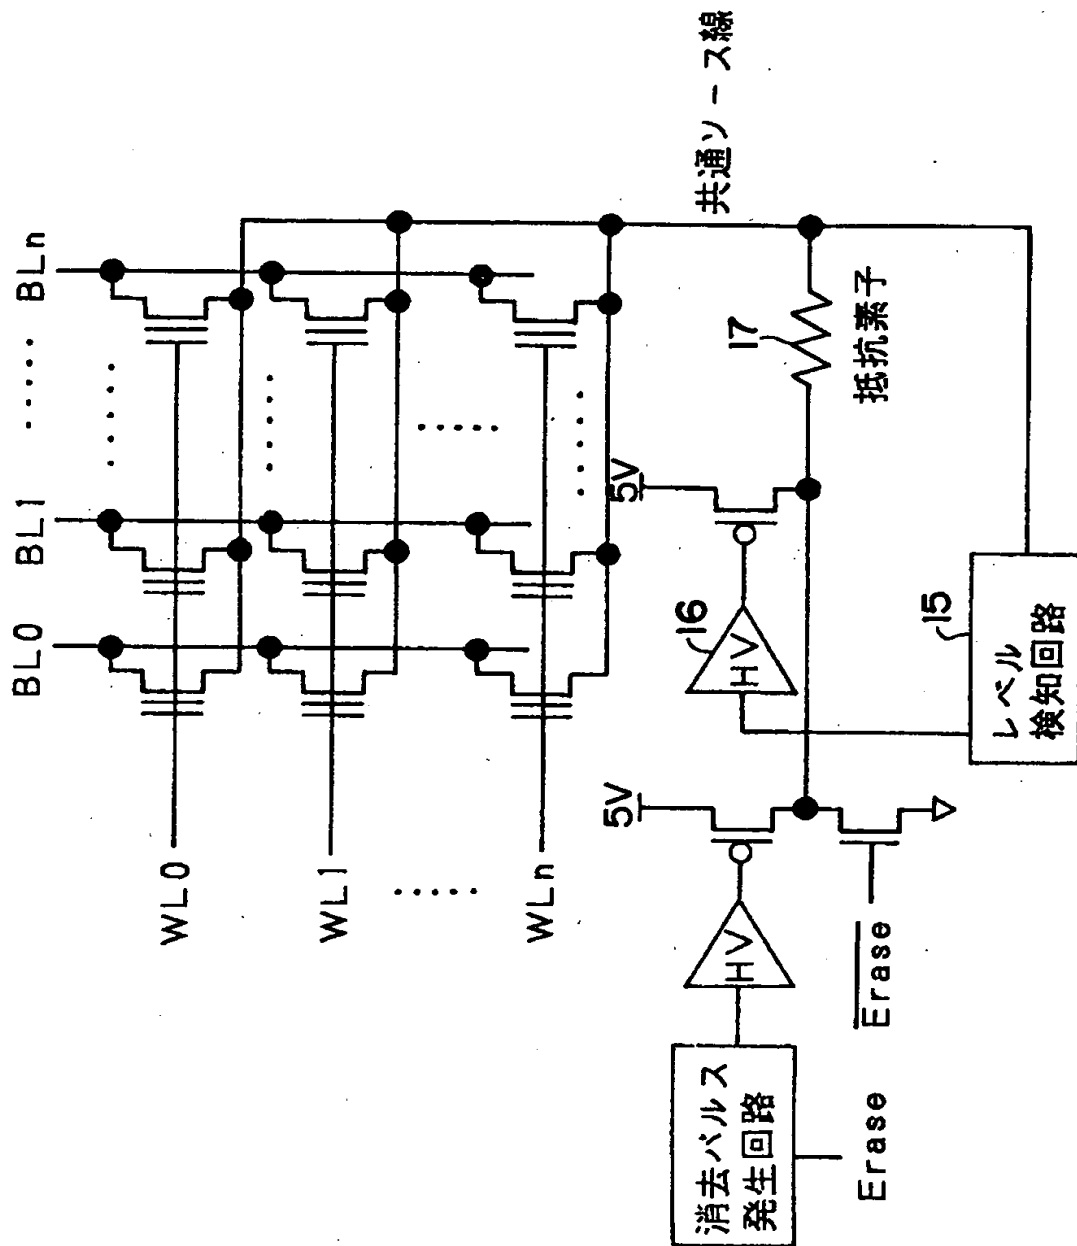 BL0
BL1
.....
BLn
WL0
WL1
.....
WLn
共通ソース線
5V
16
HV
17
抵抗素子
5V
HV
15
レベル
検知回路
消去パルス
発生回路
Erase
Erase